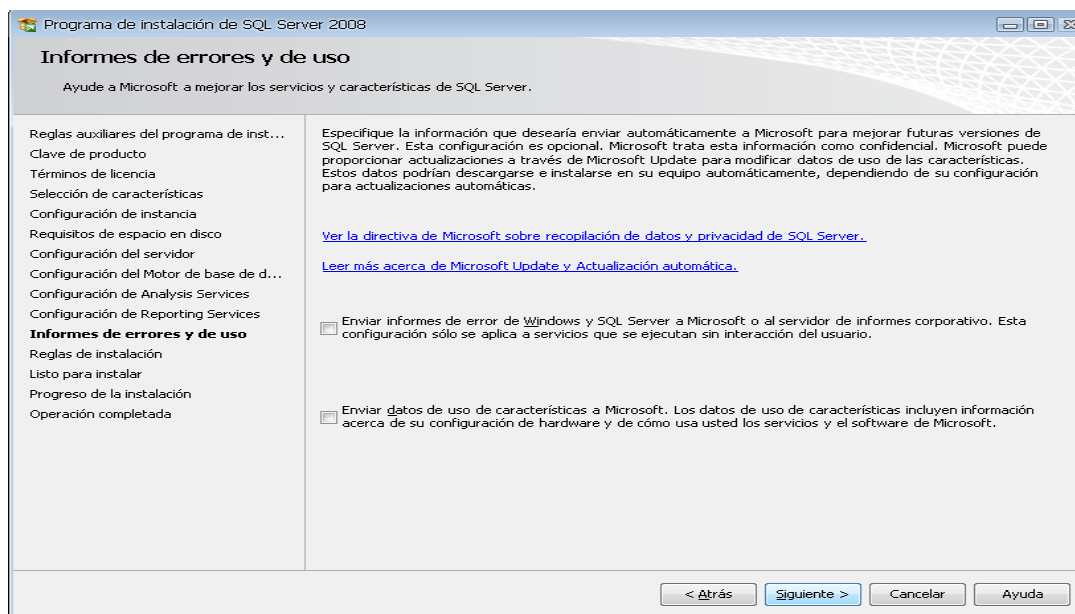 Programa de instalación de SQL Server 2008
Informes de errores y de uso
Ayude a Microsoft a mejorar los servicios y características de SQL Server.
Reglas auxiliares del programa de inst...
Clave de producto
Términos de licencia
Selección de características
Configuración de instancia
Requisitos de espacio en disco
Configuración del servidor
Configuración del Motor de base de d...
Configuración de Analysis Services
Configuración de Reporting Services
Informes de errores y de uso
Reglas de instalación
Listo para instalar
Progreso de la instalación
Operación completada
Especifique la información que desearía enviar automáticamente a Microsoft para mejorar futuras versiones de
SQL Server. Esta configuración es opcional. Microsoft trata esta información como confidencial. Microsoft puede
proporcionar actualizaciones a través de Microsoft Update para modificar datos de uso de las características.
Estos datos podrían descargarse e instalarse en su equipo automáticamente, dependiendo de su configuración
para actualizaciones automáticas.
Ver la directiva de Microsoft sobre recopilación de datos y privacidad de SQL Server.
Leer más acerca de Microsoft Update y Actualización automática.
Enviar informes de error de Windows y SQL Server a Microsoft o al servidor de informes corporativo. Esta
configuración sólo se aplica a servicios que se ejecutan sin interacción del usuario.
Enviar datos de uso de características a Microsoft. Los datos de uso de características incluyen información
acerca de su configuración de hardware y de cómo usa usted los servicios y el software de Microsoft.
< Atrás
Siguiente >
Cancelar
Ayuda